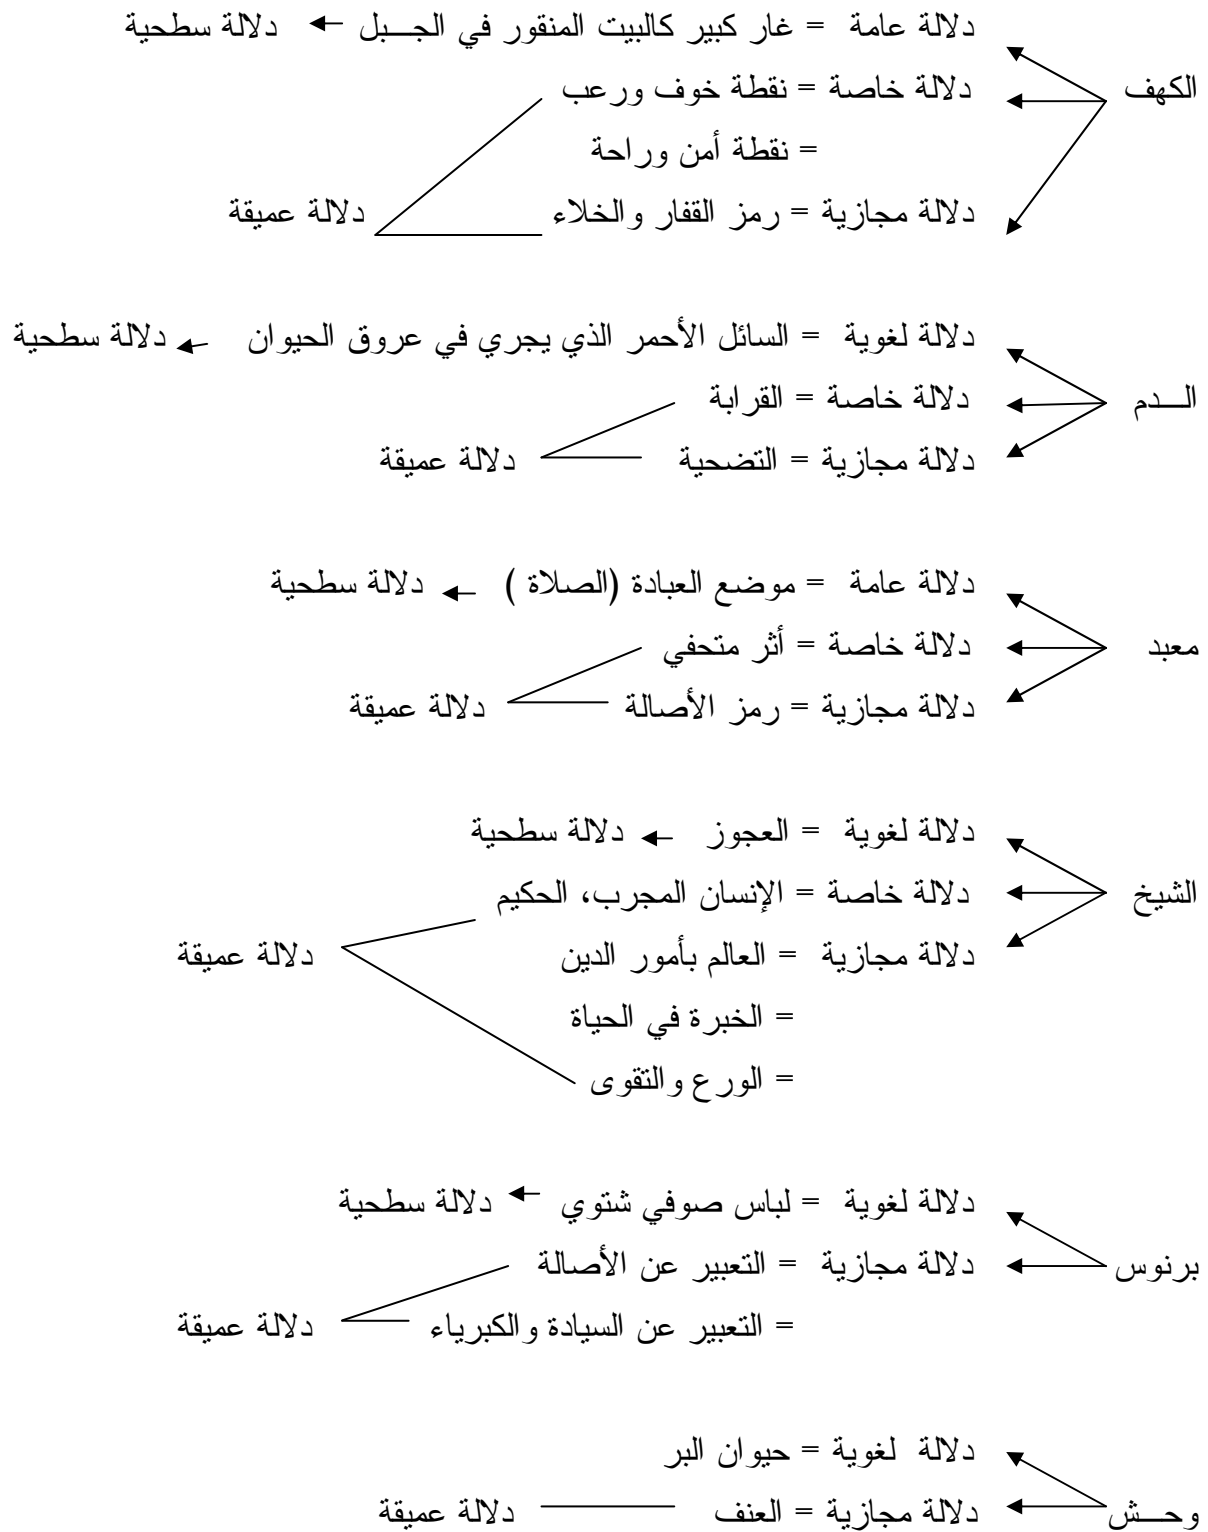 دلالة عامة = غار كبير كالبيت المنقور في الجـــبل دلالة سطحية
الكهف دلالة خاصة = نقطة خوف ورعب
= نقطة أمن وراحة
دلالة مجازية = رمز القفار والخلاء دلالة عميقة
دلالة لغوية = السائل الأحمر الذي يجري في عروق الحيوان دلالة سطحية
الـــدم دلالة خاصة = القرابة
دلالة مجازية = التضحية دلالة عميقة
دلالة عامة = موضع العبادة (الصلاة ) دلالة سطحية
معبد دلالة خاصة = أثر متحفي
دلالة مجازية = رمز الأصالة دلالة عميقة
دلالة لغوية = العجوز دلالة سطحية
الشيخ دلالة خاصة = الإنسان المجرب، الحكيم
دلالة مجازية = العالم بأمور الدين دلالة عميقة
= الخبرة في الحياة
= الورع والتقوى
دلالة لغوية = لباس صوفي شتوي دلالة سطحية
برنوس دلالة مجازية = التعبير عن الأصالة
= التعبير عن السيادة والكبرياء دلالة عميقة
دلالة لغوية = حيوان البر
وحـــش دلالة مجازية = العنف دلالة عميقة